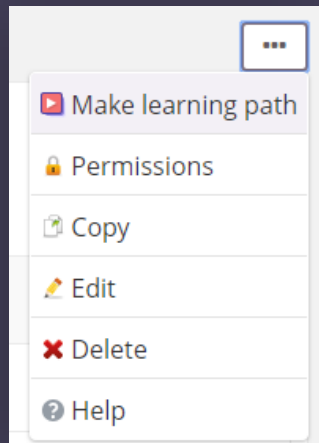 Make learning path
Permissions
Copy
Edit
Delete
Help